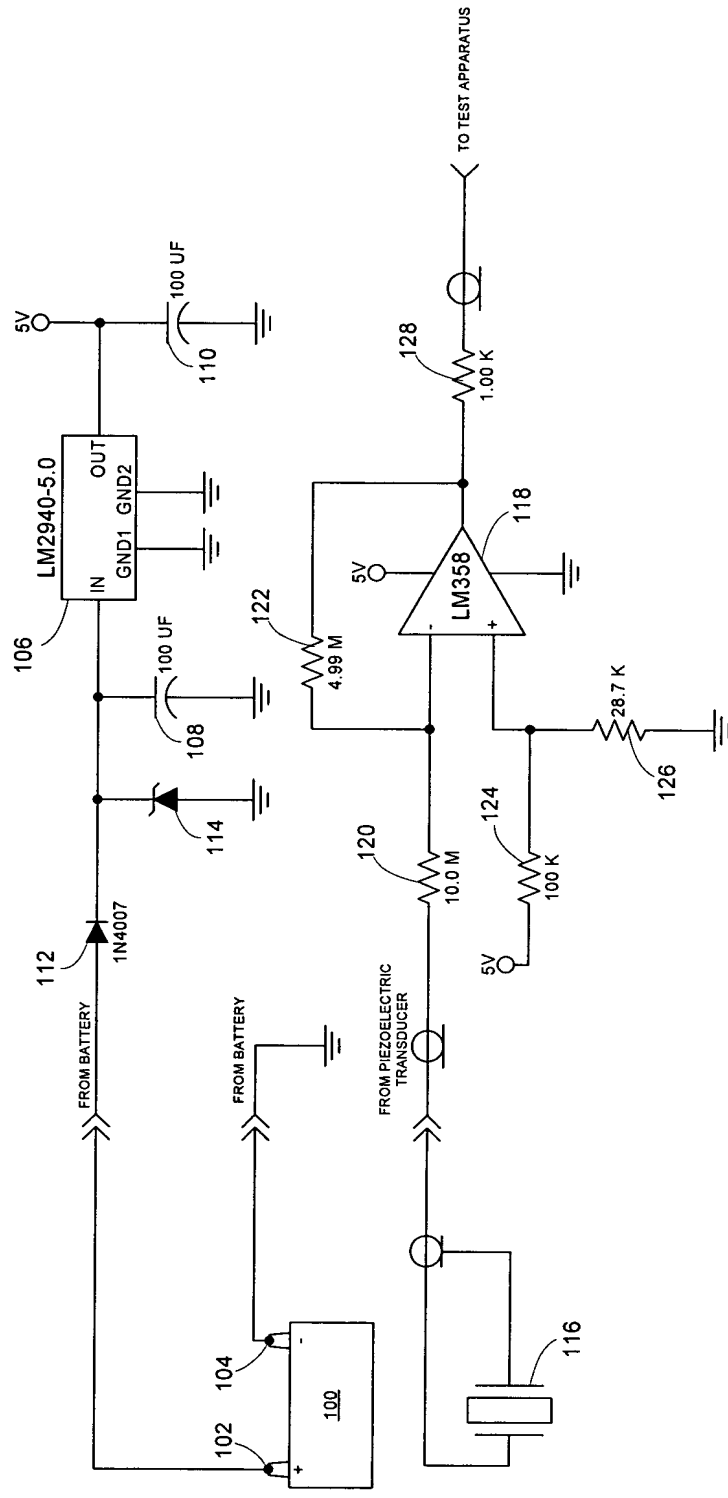 FROM BATTERY
112
1N4007
114
108
100 UF
106
LM2940-5.0
IN
OUT
GND1
GND2
5V
110
100 UF
102
104
+
-
100
FROM BATTERY
FROM PIEZOELECTRIC
TRANSDUCER
116
120
10.0 M
122
4.99 M
5V
-
+
LM358
118
5V
124
100 K
126
28.7 K
128
1.00 K
TO TEST APPARATUS